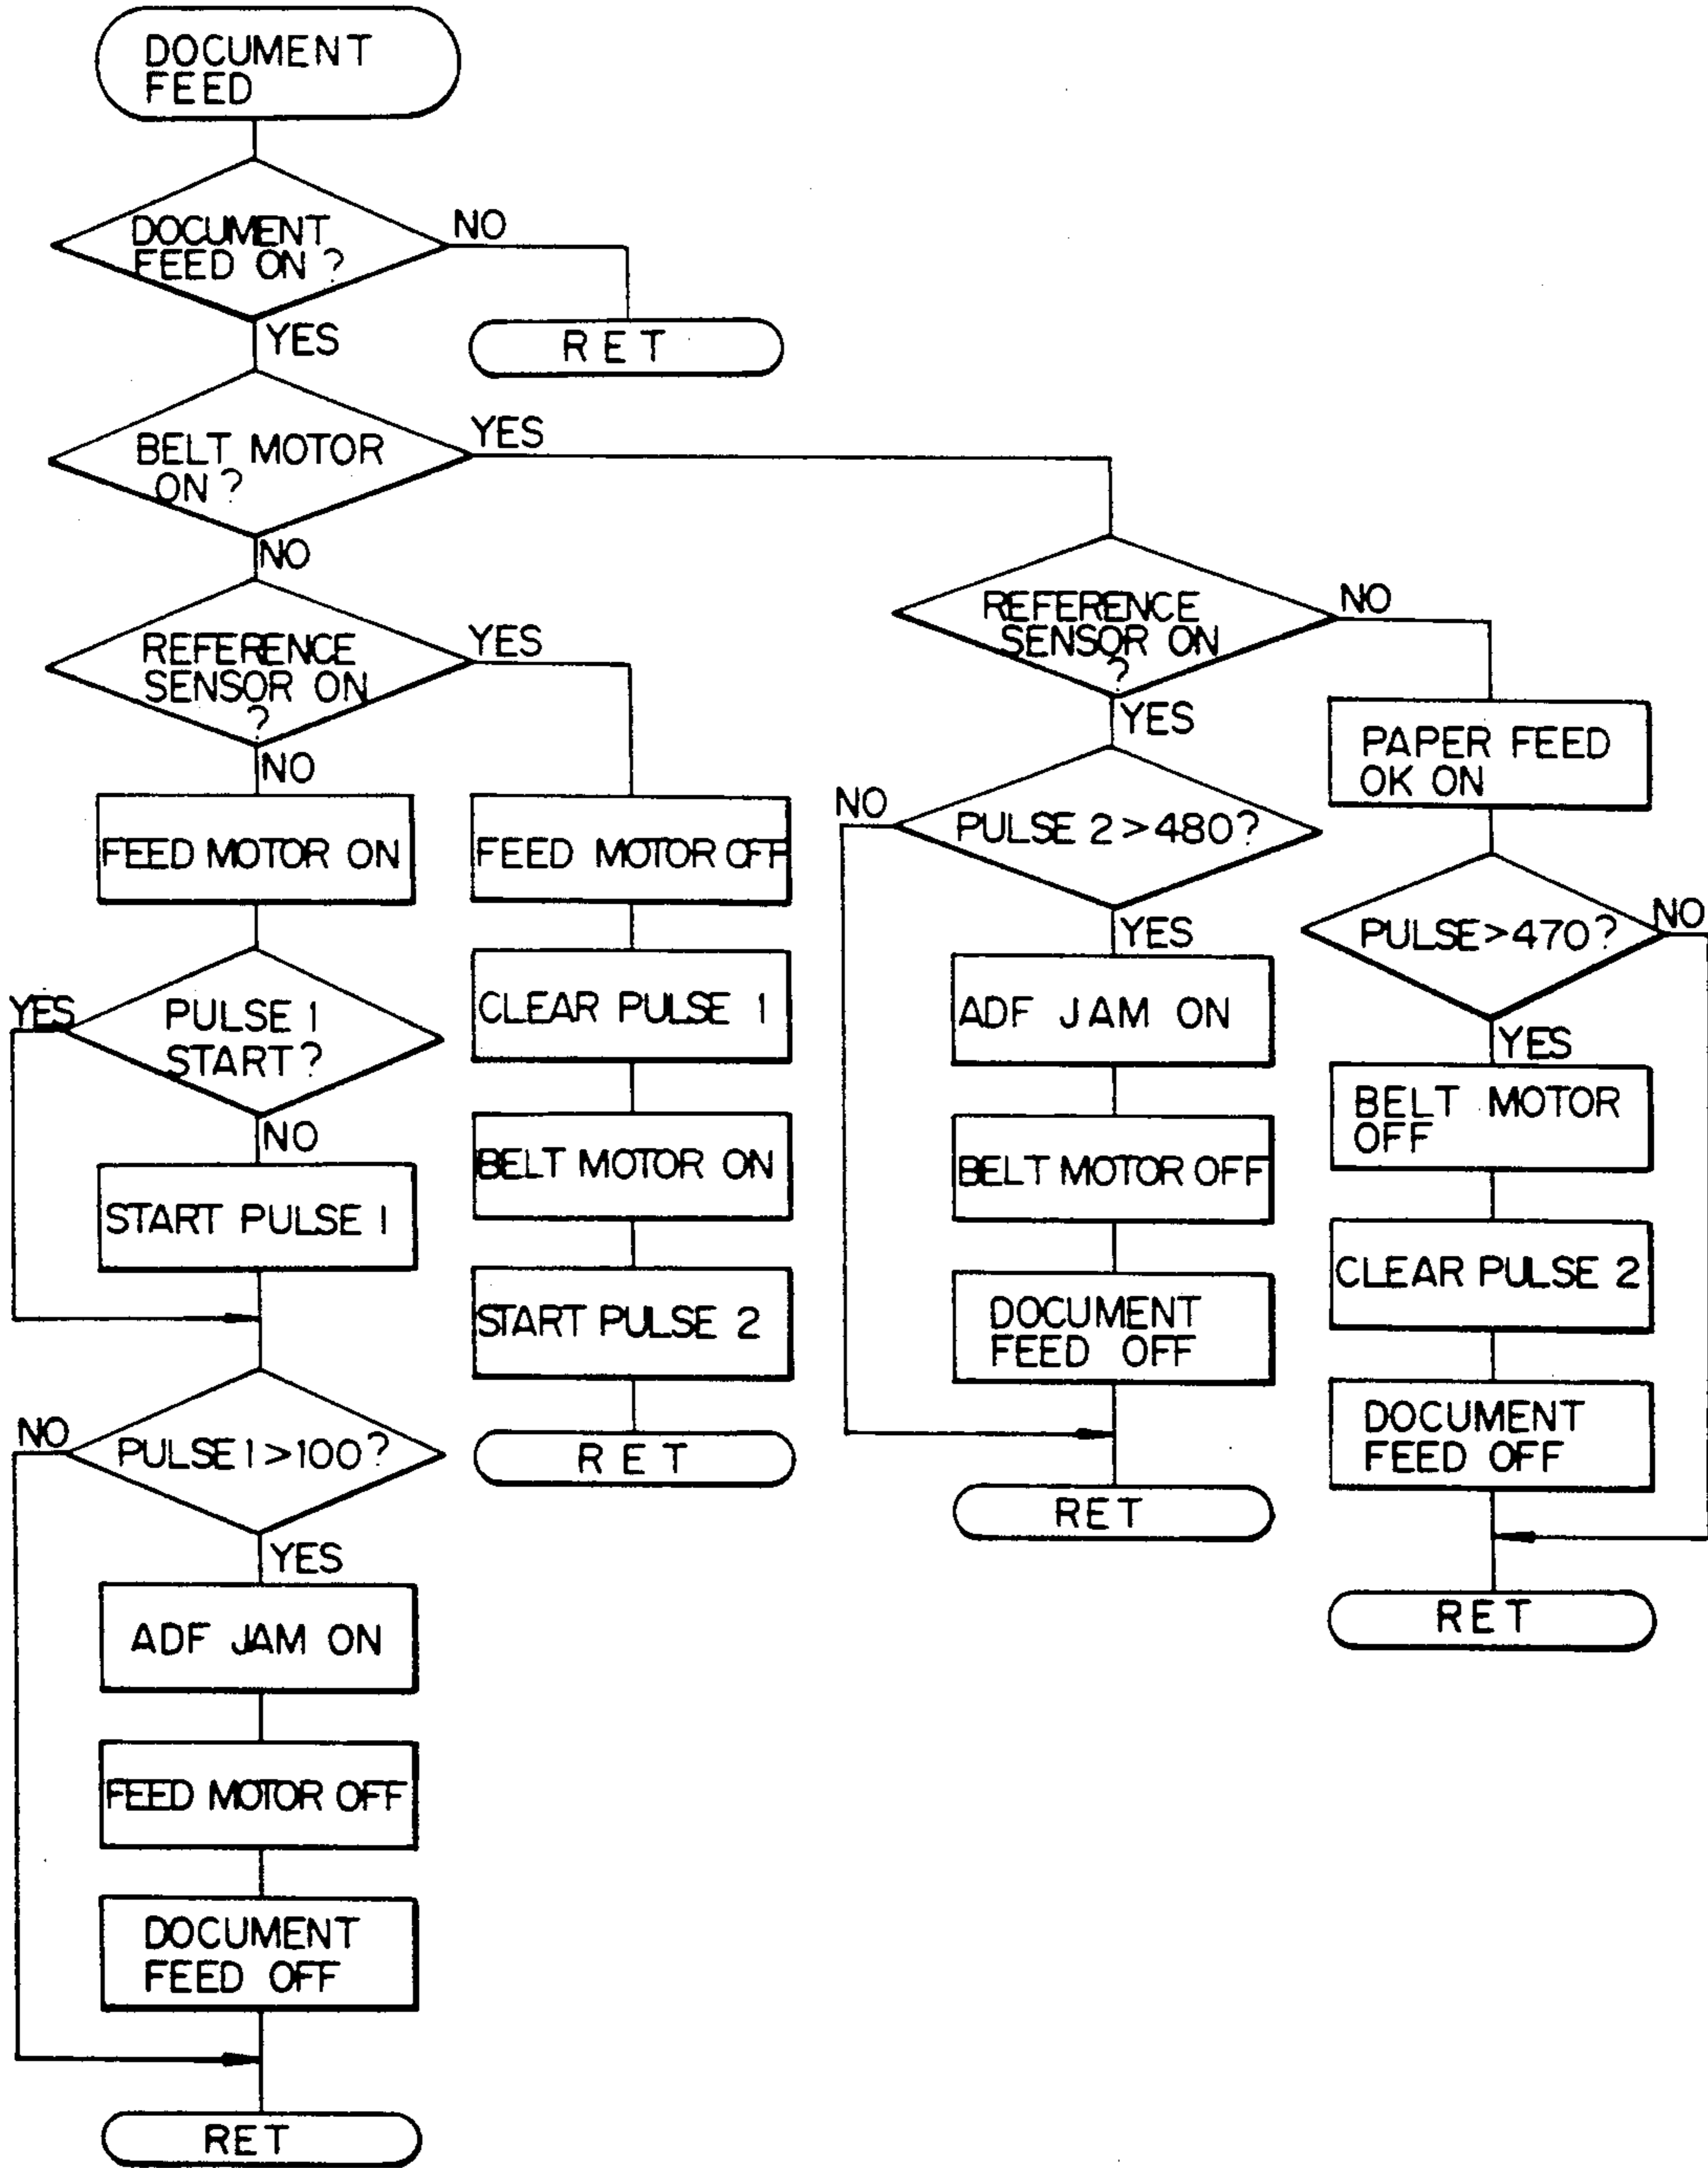 DOCUMENT
FEED
DOCUMENT
FEED ON ?
NO
YES
RET
BELT MOTOR
ON ?
YES
NO
REFERENCE
SENSOR ON
?
YES
NO
FEED MOTOR ON
PULSE 1
START ?
YES
NO
START PULSE 1
PULSE 1 > 100 ?
NO
YES
ADF JAM ON
FEED MOTOR OFF
DOCUMENT
FEED OFF
RET
FEED MOTOR OFF
CLEAR PULSE 1
BELT MOTOR ON
START PULSE 2
RET
REFERENCE
SENSOR ON
?
NO
YES
PULSE 2 > 480 ?
NO
YES
ADF JAM ON
BELT MOTOR OFF
DOCUMENT
FEED OFF
RET
PAPER FEED
OK ON
PULSE > 470 ?
NO
YES
BELT MOTOR
OFF
CLEAR PULSE 2
DOCUMENT
FEED OFF
RET